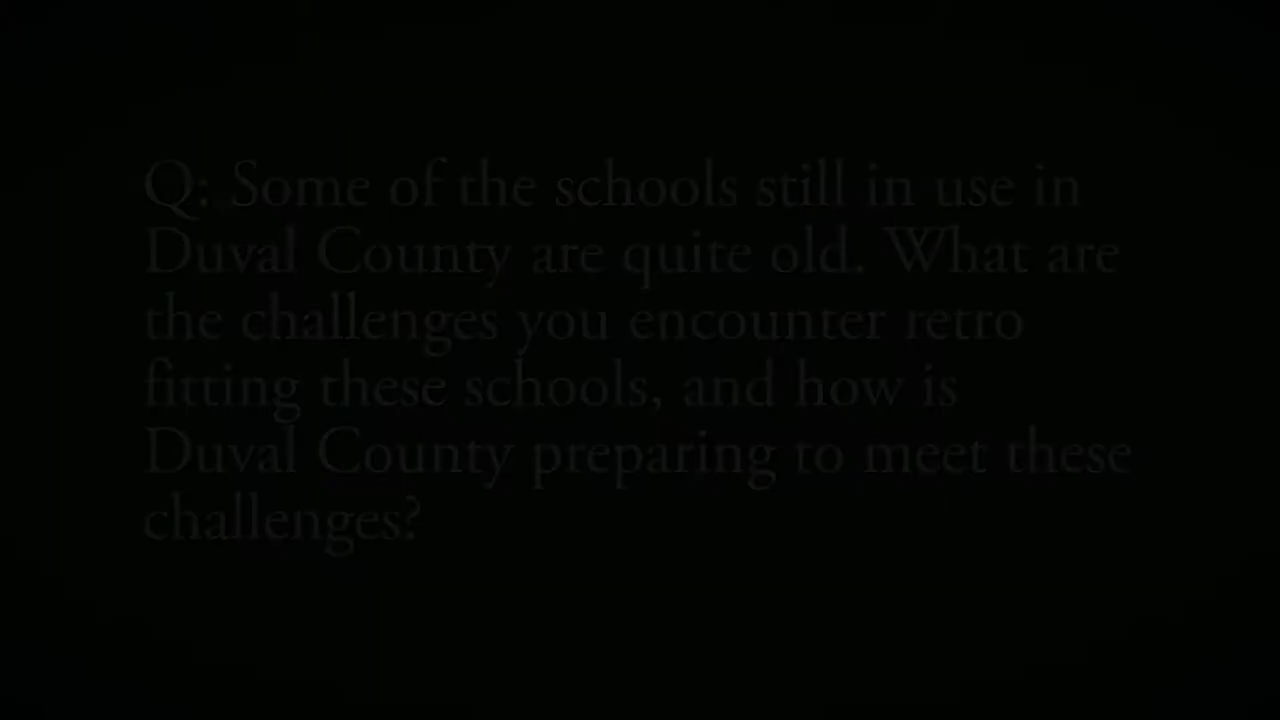 Q: Some of the schools still in use in
Duval County are quite old. What are
the challenges you encounter retro
fitting these schools, and how is
Duval County preparing to meet these
challenges?